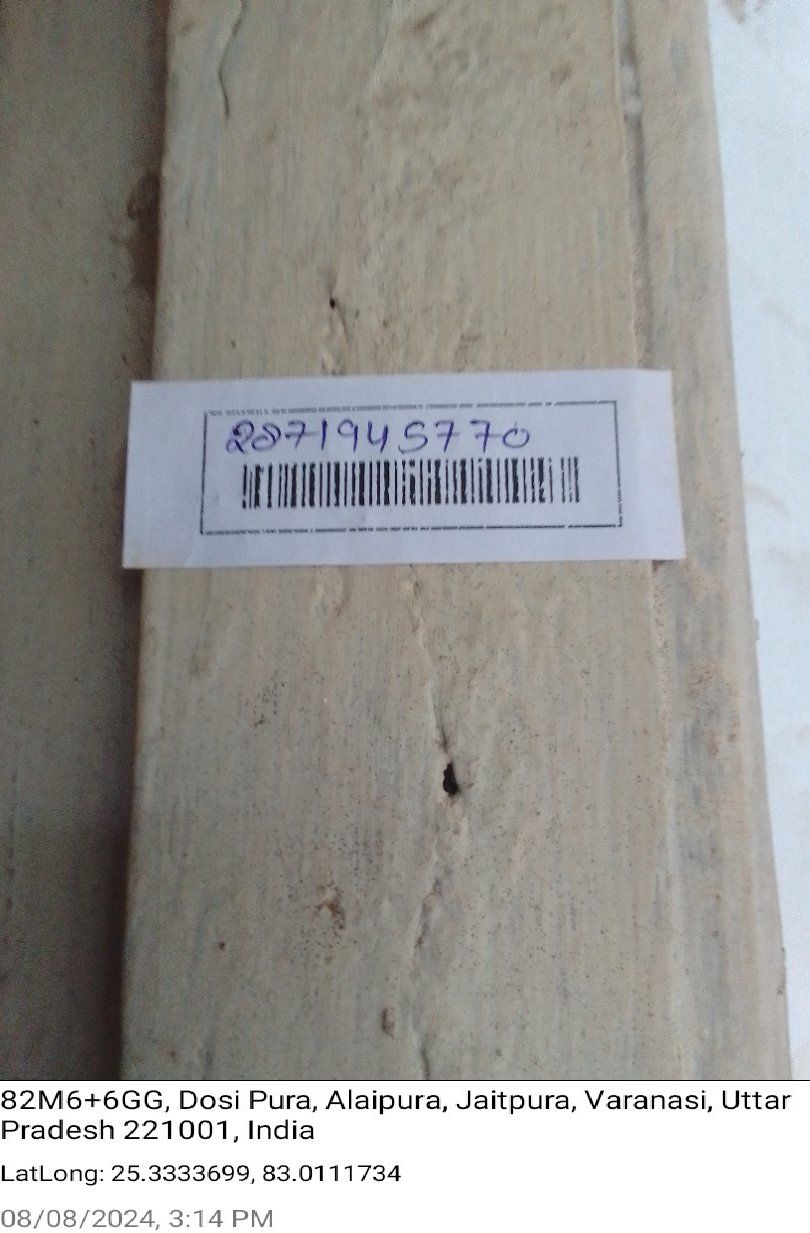 2871945770
82M6+6GG, Dosi Pura, Alaipura, Jaitpura, Varanasi, Uttar
Pradesh 221001, India
LatLong: 25.3333699, 83.0111734
08/08/2024, 3:14 PM